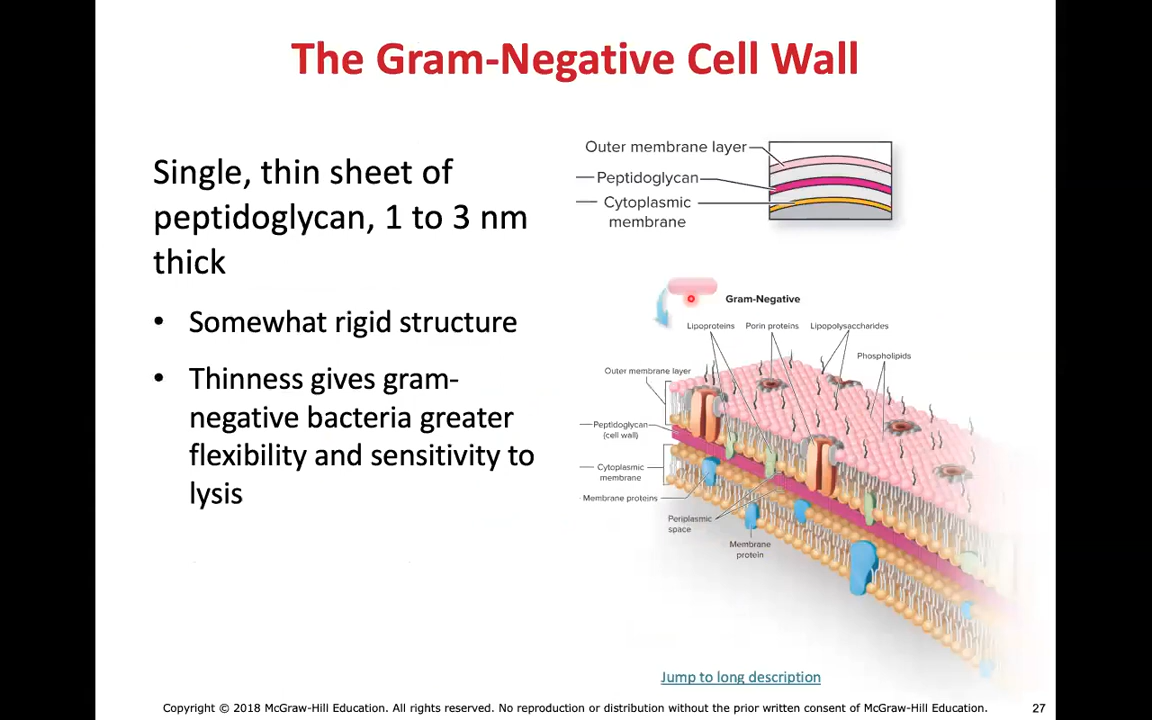 The Gram-Negative Cell Wall
Single, thin sheet of
peptidoglycan, 1 to 3 nm
thick
• Somewhat rigid structure
• Thinness gives gram-
negative bacteria greater
flexibility and sensitivity to
lysis
Outer membrane layer
Peptidoglycan
Cytoplasmic
membrane
Gram-Negative
Lipoproteins
Porin proteins
Lipopolysaccharides
Phospholipids
Outer membrane layer
Peptidoglycan
(cell wall)
Cytoplasmic
membrane
Membrane proteins
Periplasmic
space
Membrane
protein
Jump to long description
Copyright © 2018 McGraw-Hill Education. All rights reserved. No reproduction or distribution without the prior written consent of McGraw-Hill Education.
27